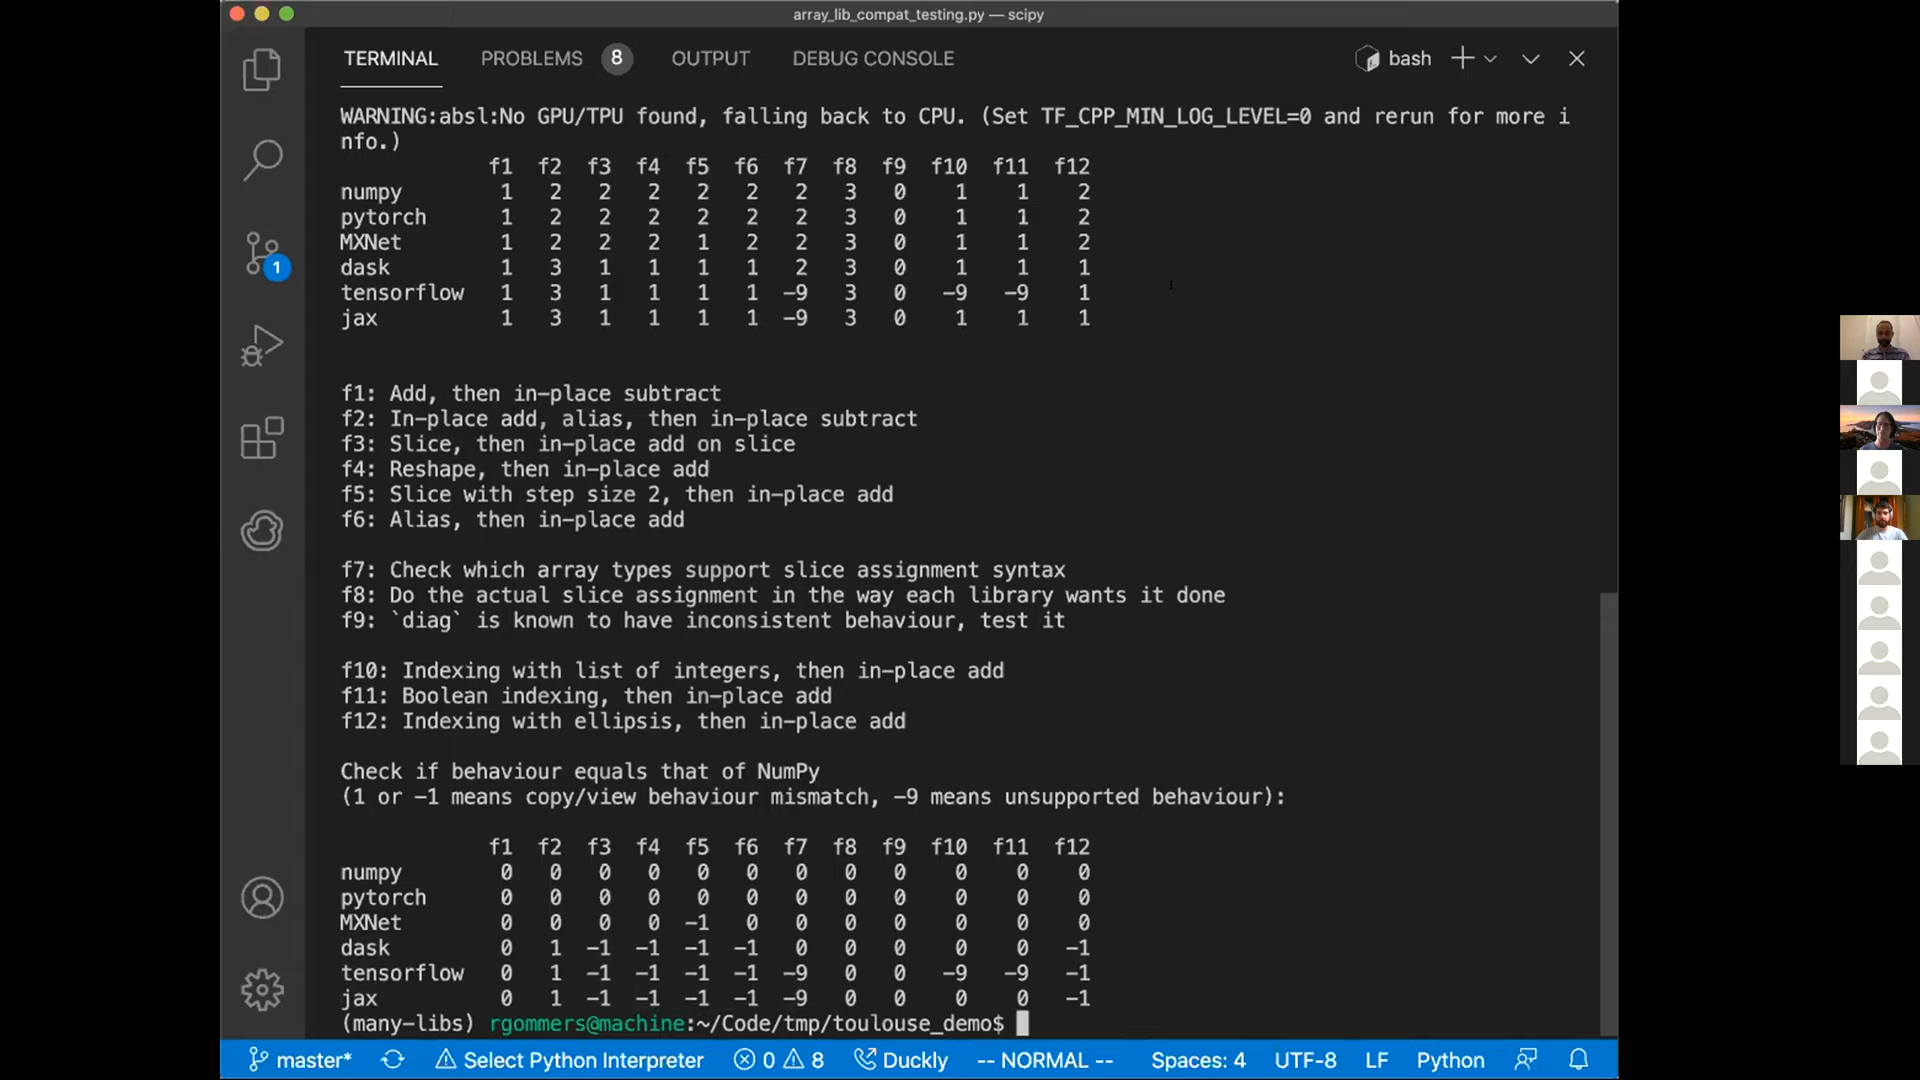 array_lib_compat_testing.py — scipy
TERMINAL PROBLEMS 8 OUTPUT DEBUG CONSOLE bash
WARNING:absl:No GPU/TPU found, falling back to CPU. (Set TF_CPP_MIN_LOG_LEVEL=0 and rerun for more i
nfo.)
f1 f2 f3 f4 f5 f6 f7 f8 f9 f10 f11 f12
numpy 1 2 2 2 2 2 2 3 0 1 1 2
pytorch 1 2 2 2 2 2 2 3 0 1 1 2
MXNet 1 2 2 2 1 2 2 3 0 1 1 2
dask 1 3 1 1 1 1 2 3 0 1 1 1
tensorflow 1 3 1 1 1 1 -9 3 0 -9 -9 1
jax 1 3 1 1 1 1 -9 3 0 1 1 1
f1: Add, then in-place subtract
f2: In-place add, alias, then in-place subtract
f3: Slice, then in-place add on slice
f4: Reshape, then in-place add
f5: Slice with step size 2, then in-place add
f6: Alias, then in-place add
f7: Check which array types support slice assignment syntax
f8: Do the actual slice assignment in the way each library wants it done
f9: `diag` is known to have inconsistent behaviour, test it
f10: Indexing with list of integers, then in-place add
f11: Boolean indexing, then in-place add
f12: Indexing with ellipsis, then in-place add
Check if behaviour equals that of NumPy
(1 or -1 means copy/view behaviour mismatch, -9 means unsupported behaviour):
f1 f2 f3 f4 f5 f6 f7 f8 f9 f10 f11 f12
numpy 0 0 0 0 0 0 0 0 0 0 0 0
pytorch 0 0 0 0 0 0 0 0 0 0 0 0
MXNet 0 0 0 0 -1 0 0 0 0 0 0 0
dask 0 1 -1 -1 -1 -1 0 0 0 0 0 -1
tensorflow 0 1 -1 -1 -1 -1 -9 0 0 -9 -9 -1
jax 0 1 -1 -1 -1 -1 -9 0 0 0 0 -1
(many-libs) rgommers@machine:~/Code/tmp/toulouse_demo$
1
master* Select Python Interpreter 0 8 Duckly -- NORMAL -- Spaces: 4 UTF-8 LF Python